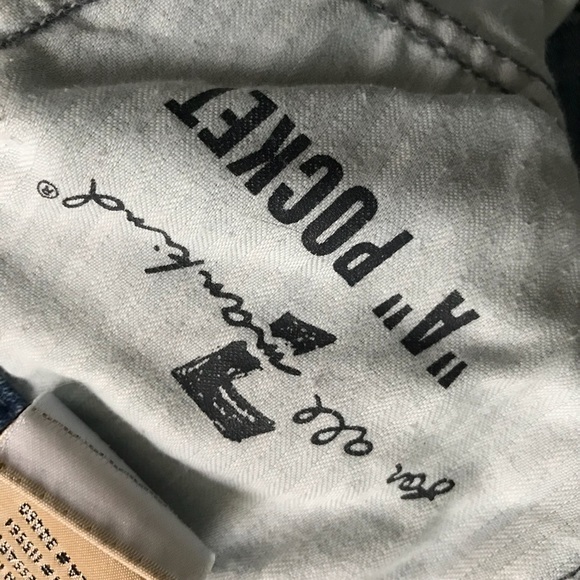 "A" POCKET
7
for all mankind®